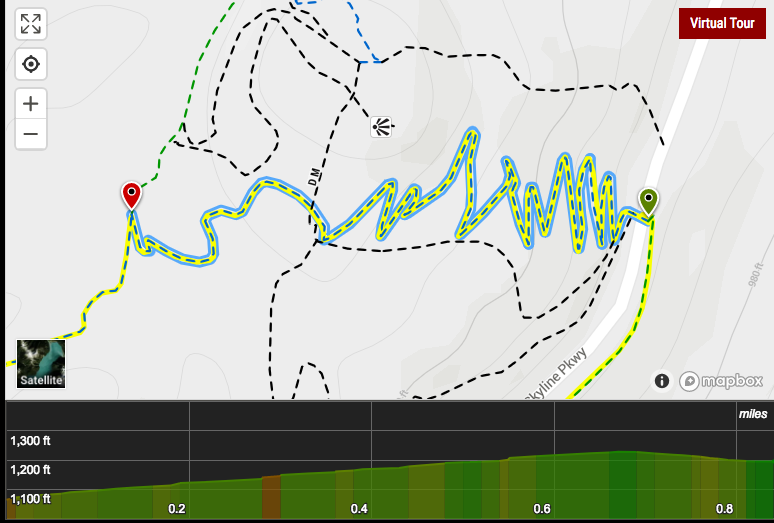 Virtual Tour
+
−
D M
980 ft
Satellite
Skyline Pkwy
ft
i
mapbox
miles
1,300 ft
1,200 ft
1,100 ft
0.2
0.4
0.6
0.8